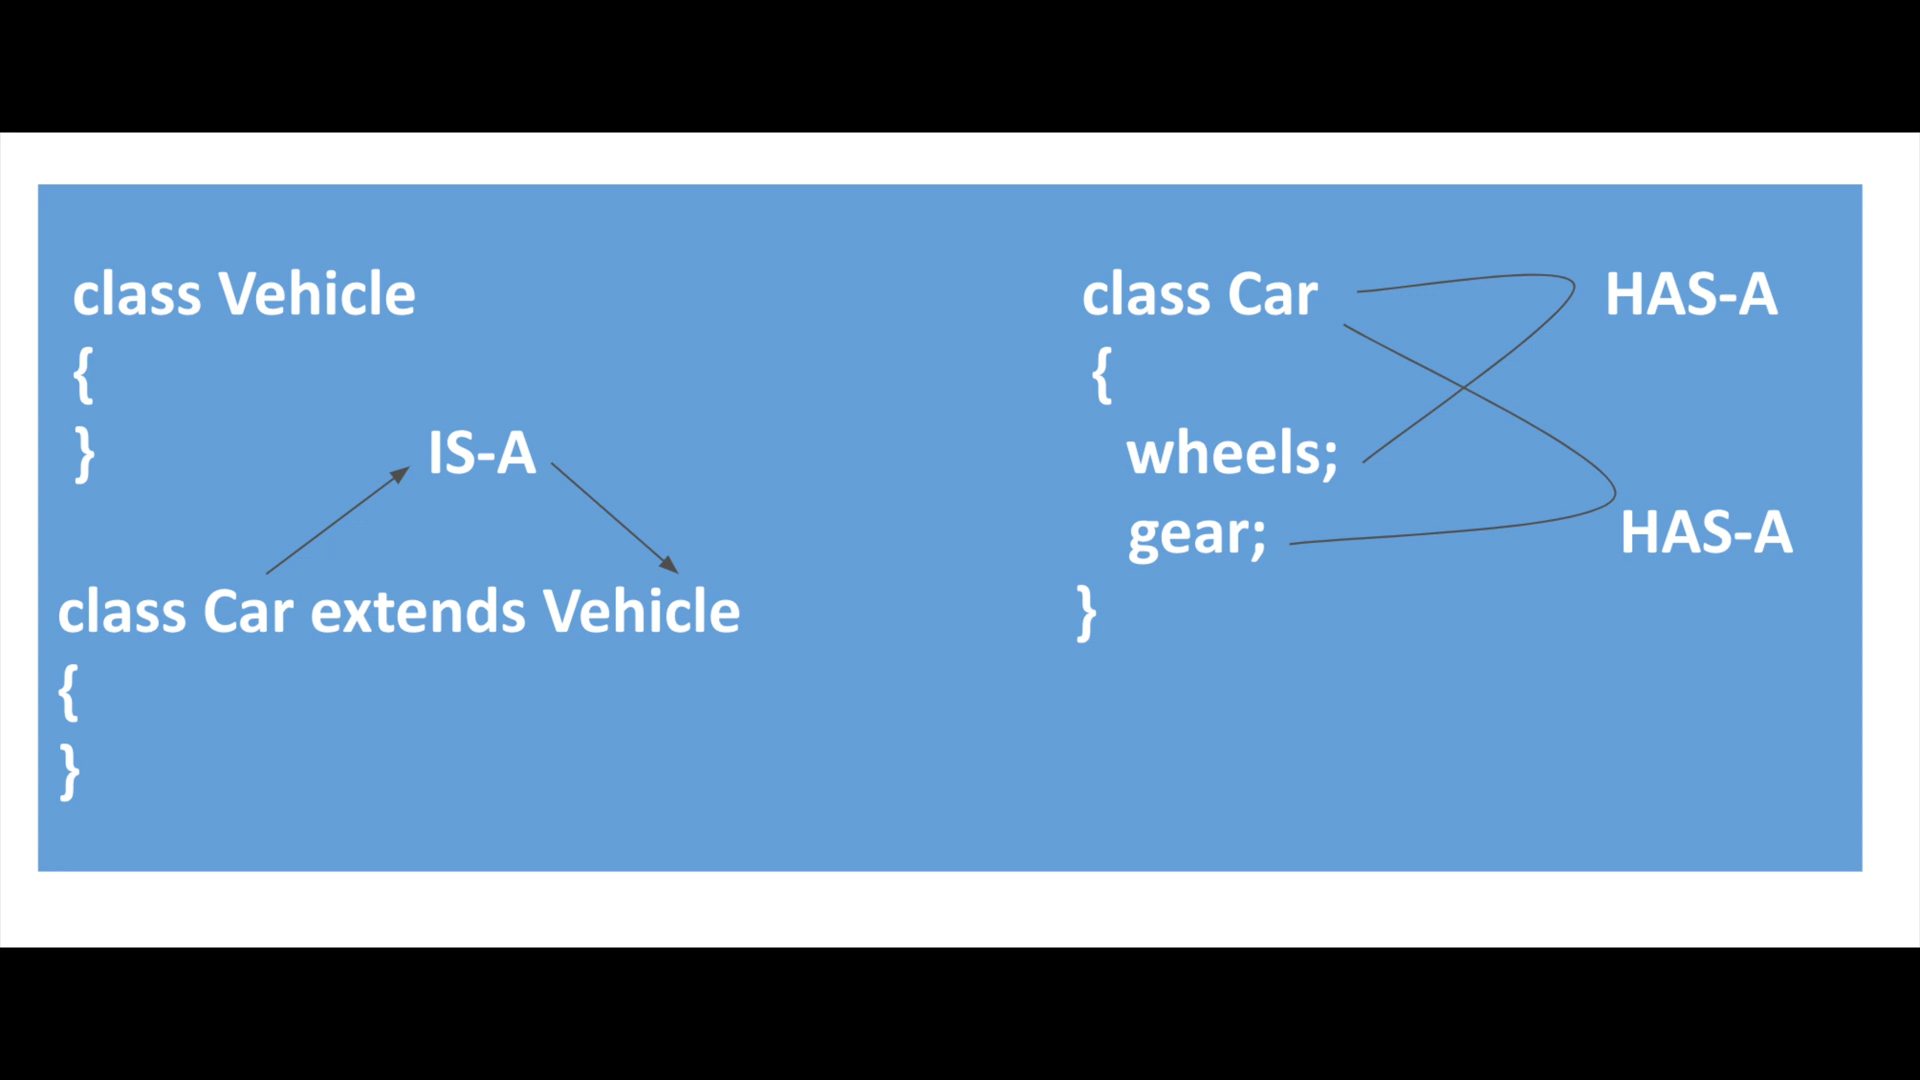 class Vehicle
{
}
IS-A
class Car extends Vehicle
{
}
class Car
HAS-A
{
wheels;
gear;
HAS-A
}